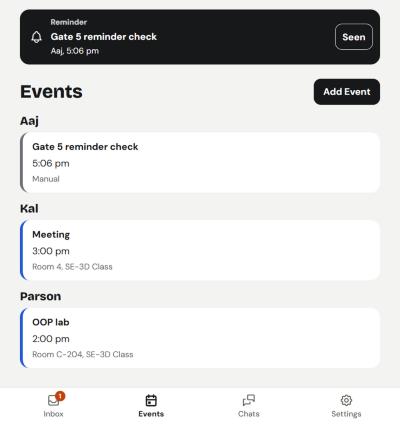 Reminder
Gate 5 reminder check
Aaj, 5:06 pm
Seen
Events
Add Event
Aaj
Gate 5 reminder check
5:06 pm
Manual
Kal
Meeting
3:00 pm
Room 4, SE-3D Class
Parson
OOP lab
2:00 pm
Room C-204, SE-3D Class
1
Inbox
Events
Chats
Settings